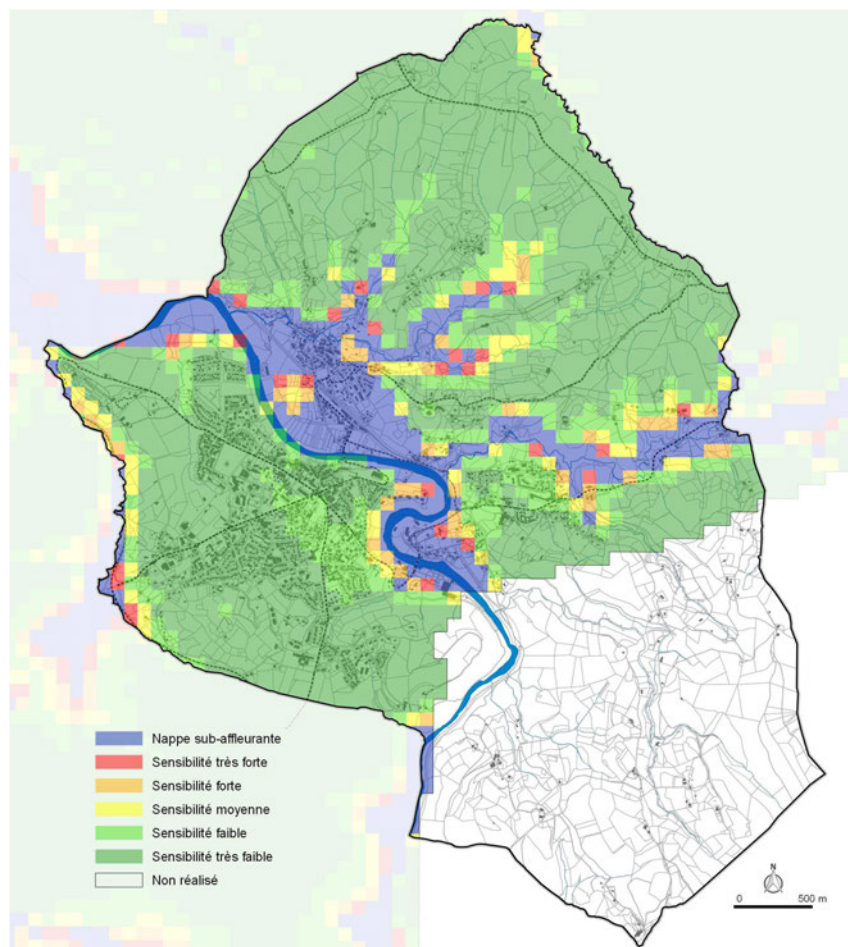 Nappe sub-affleurante
Sensibilité très forte
Sensibilité forte
Sensibilité moyenne
Sensibilité faible
Sensibilité très faible
Non réalisé
N
0 500 m